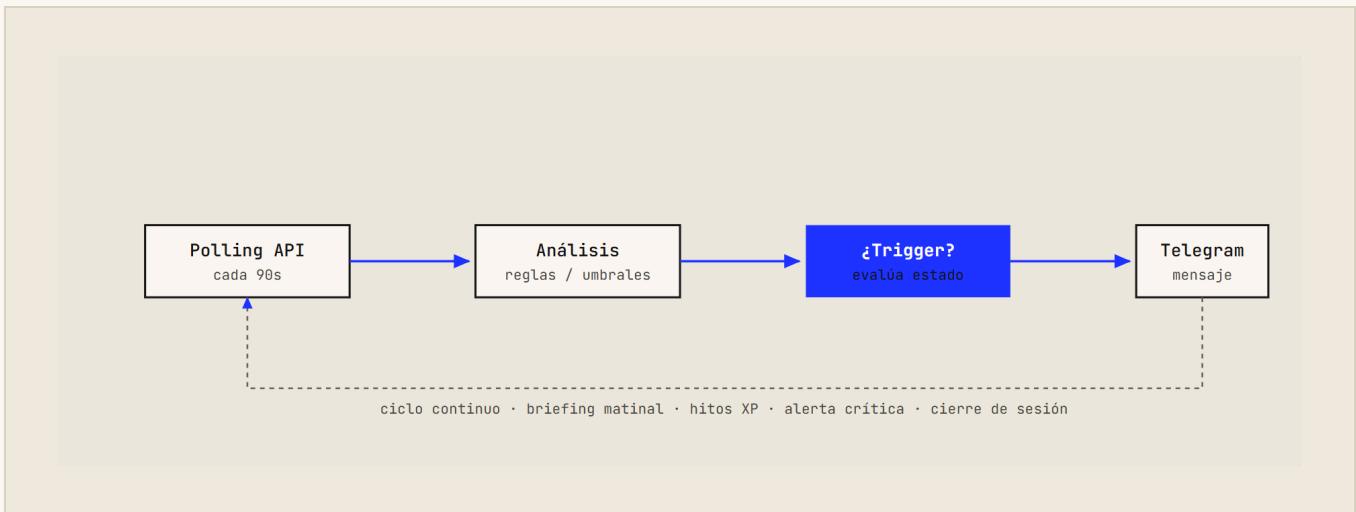 Polling API
cada 90s
Análisis
reglas / umbrales
¿Trigger?
evalúa estado
Telegram
mensaje
ciclo continuo · briefing matinal · hitos XP · alerta crítica · cierre de sesión